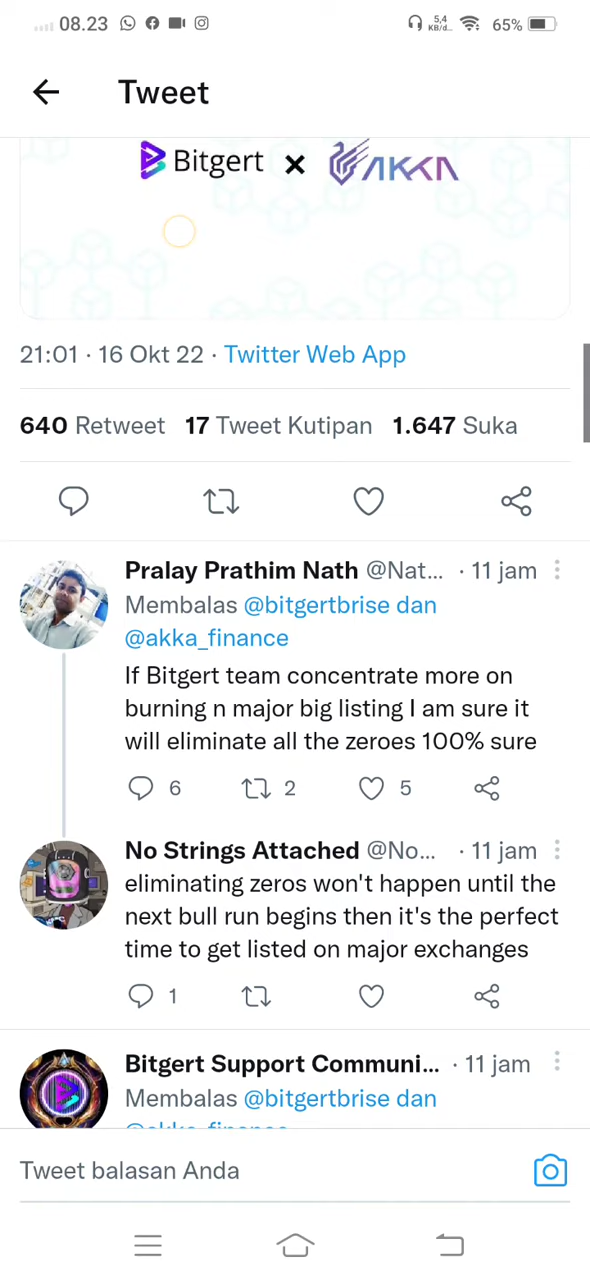 08.23
5,4
KB/d...
65%
Tweet
Bitgert × AKKA
21:01 · 16 Okt 22 · Twitter Web App
640 Retweet 17 Tweet Kutipan 1.647 Suka
Pralay Prathim Nath @Nat... · 11 jam
Membalas @bitgertbrise dan
@akka_finance
If Bitgert team concentrate more on
burning n major big listing I am sure it
will eliminate all the zeroes 100% sure
6 2 5
No Strings Attached @No... · 11 jam
eliminating zeros won't happen until the
next bull run begins then it's the perfect
time to get listed on major exchanges
1
Bitgert Support Communi... · 11 jam
Membalas @bitgertbrise dan
@akka_finance
Tweet balasan Anda